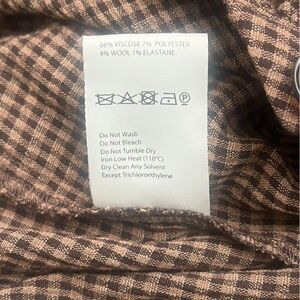 88% VISCOSE 7% POLYESTER
4% WOOL 1% ELASTANE
P
Do Not Wash
Do Not Bleach
Do Not Tumble Dry
Iron Low Heat (110°C)
Dry Clean Any Solvent
Except Trichloroethylene